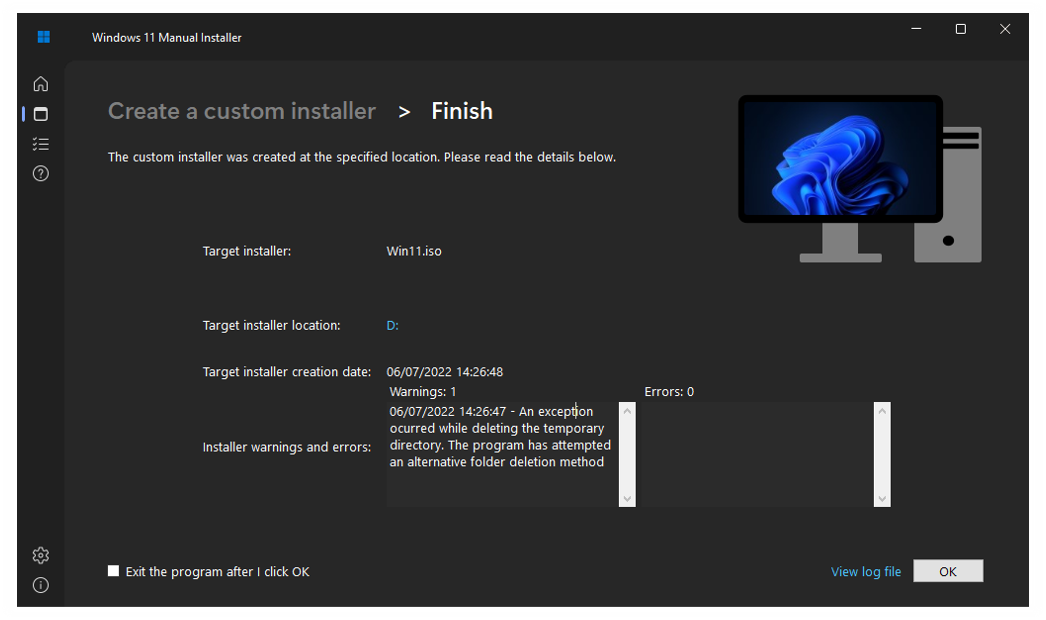 Windows 11 Manual Installer
Create a custom installer > Finish
The custom installer was created at the specified location. Please read the details below.
Target installer: Win11.iso
Target installer location: D:
Target installer creation date: 06/07/2022 14:26:48
Warnings: 1 Errors: 0
06/07/2022 14:26:47 - An exception
ocurred while deleting the temporary
directory. The program has attempted
an alternative folder deletion method
Installer warnings and errors:
Exit the program after I click OK
View log file OK